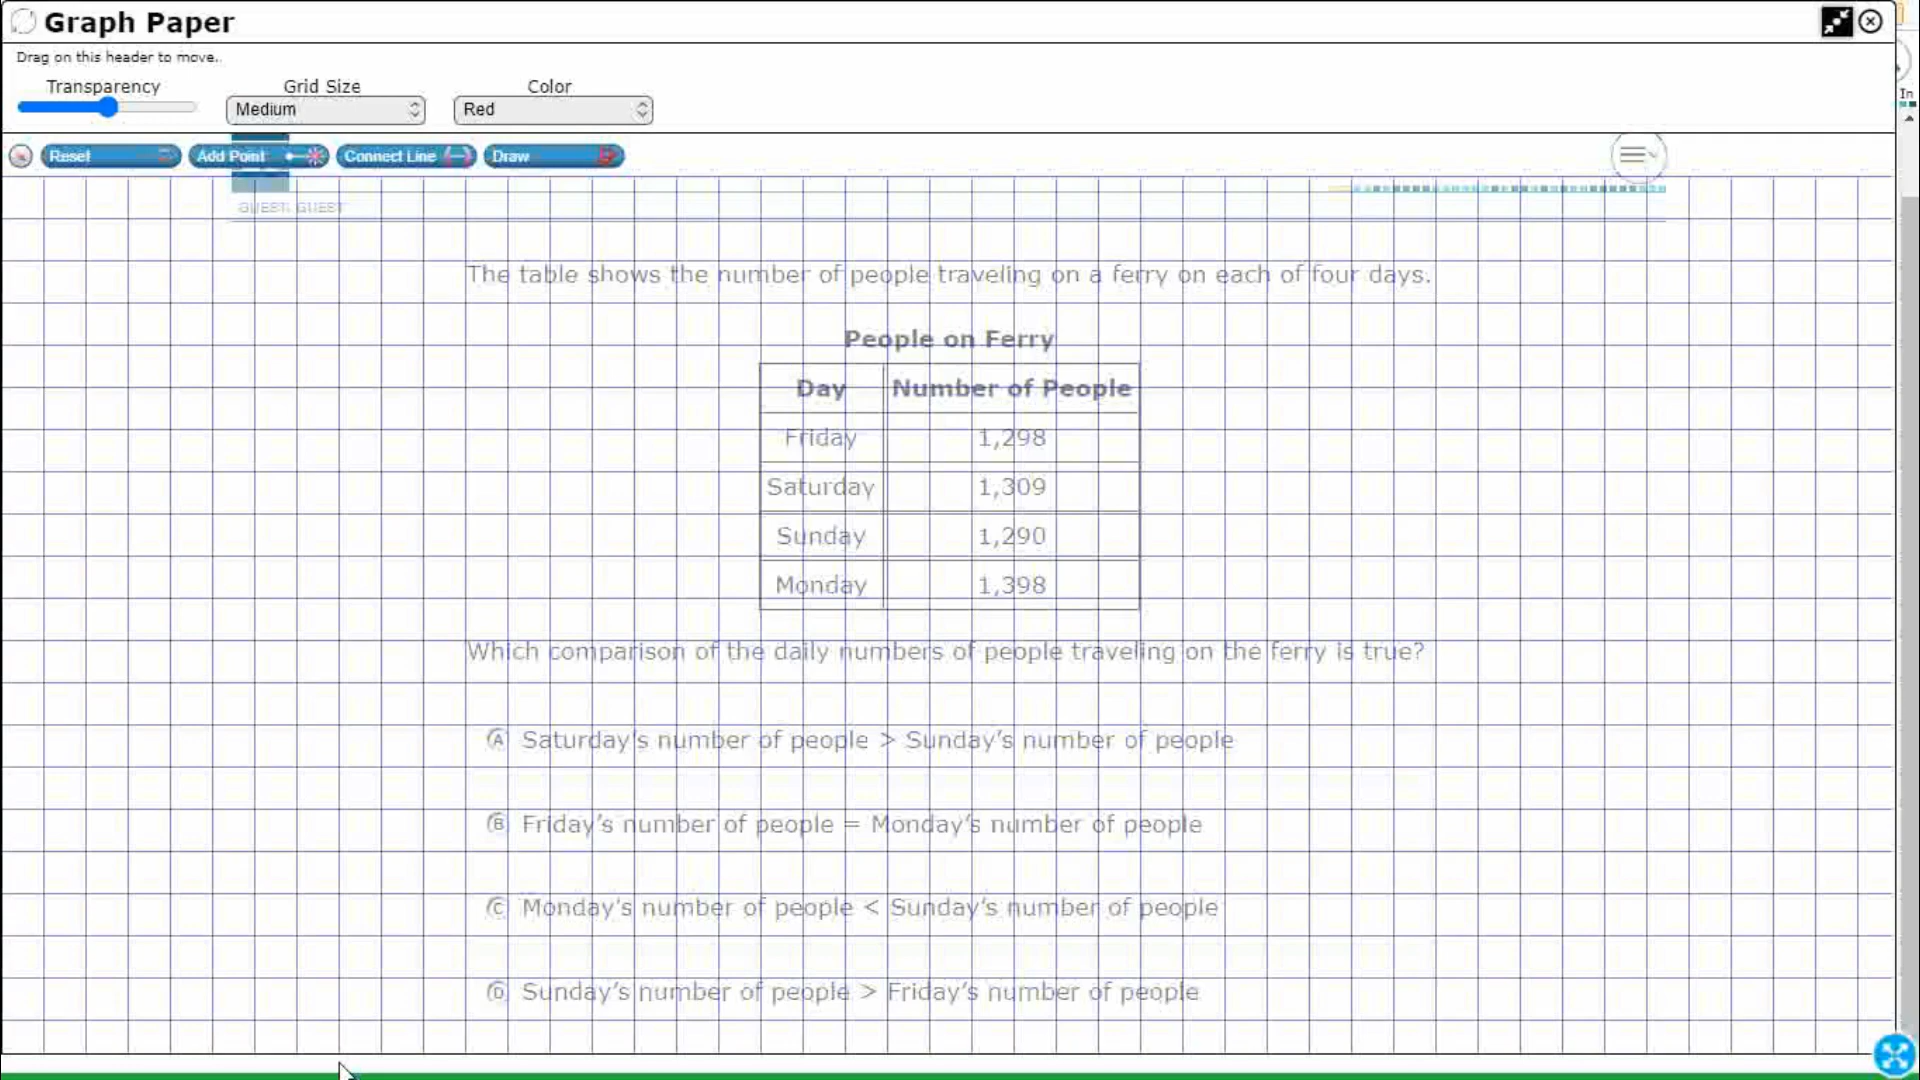 Graph Paper
Drag on this header to move..
Transparency
Grid Size
Color
Medium
Red
In
Reset
Add Point
Connect Line
Draw
GUEST, GUEST
The table shows the number of people traveling on a ferry on each of four days.
People on Ferry
Day Number of People
Friday 1,298
Saturday 1,309
Sunday 1,290
Monday 1,398
Which comparison of the daily numbers of people traveling on the ferry is true?
A Saturday’s number of people > Sunday’s number of people
B Friday’s number of people = Monday’s number of people
C Monday’s number of people < Sunday’s number of people
D Sunday’s number of people > Friday’s number of people